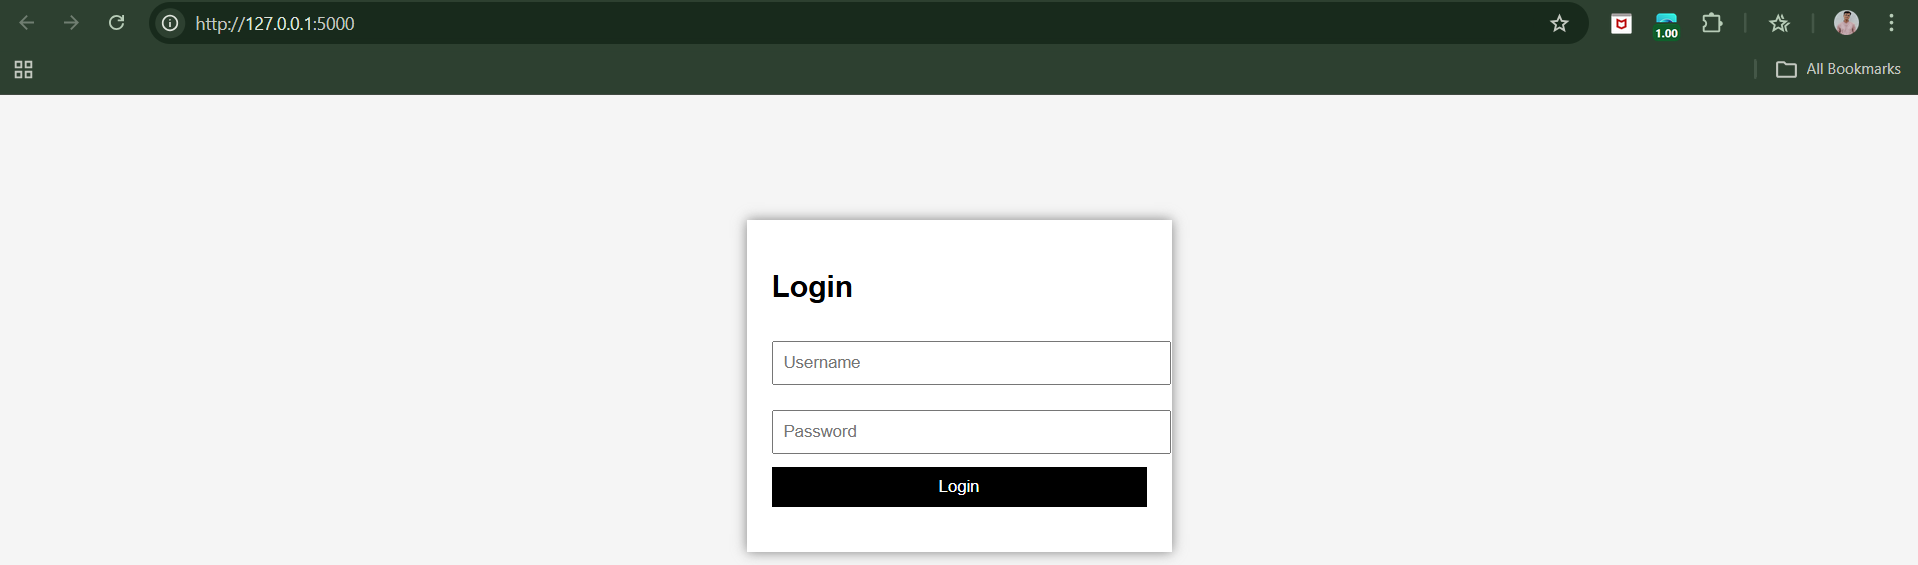 http://127.0.0.1:5000
1.00
All Bookmarks
Login
Username
Password
Login